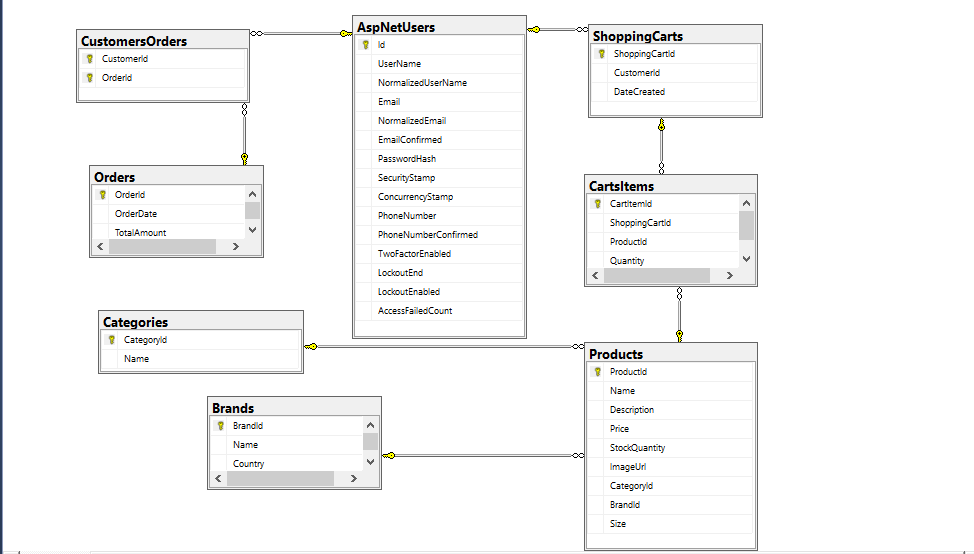 CustomersOrders
CustomerId
OrderId
AspNetUsers
Id
UserName
NormalizedUserName
Email
NormalizedEmail
EmailConfirmed
PasswordHash
SecurityStamp
ConcurrencyStamp
PhoneNumber
PhoneNumberConfirmed
TwoFactorEnabled
LockoutEnd
LockoutEnabled
AccessFailedCount
ShoppingCarts
ShoppingCartId
CustomerId
DateCreated
Orders
OrderId
OrderDate
TotalAmount
CartsItems
CartItemId
ShoppingCartId
ProductId
Quantity
Categories
CategoryId
Name
Brands
BrandId
Name
Country
Products
ProductId
Name
Description
Price
StockQuantity
ImageUrl
CategoryId
BrandId
Size